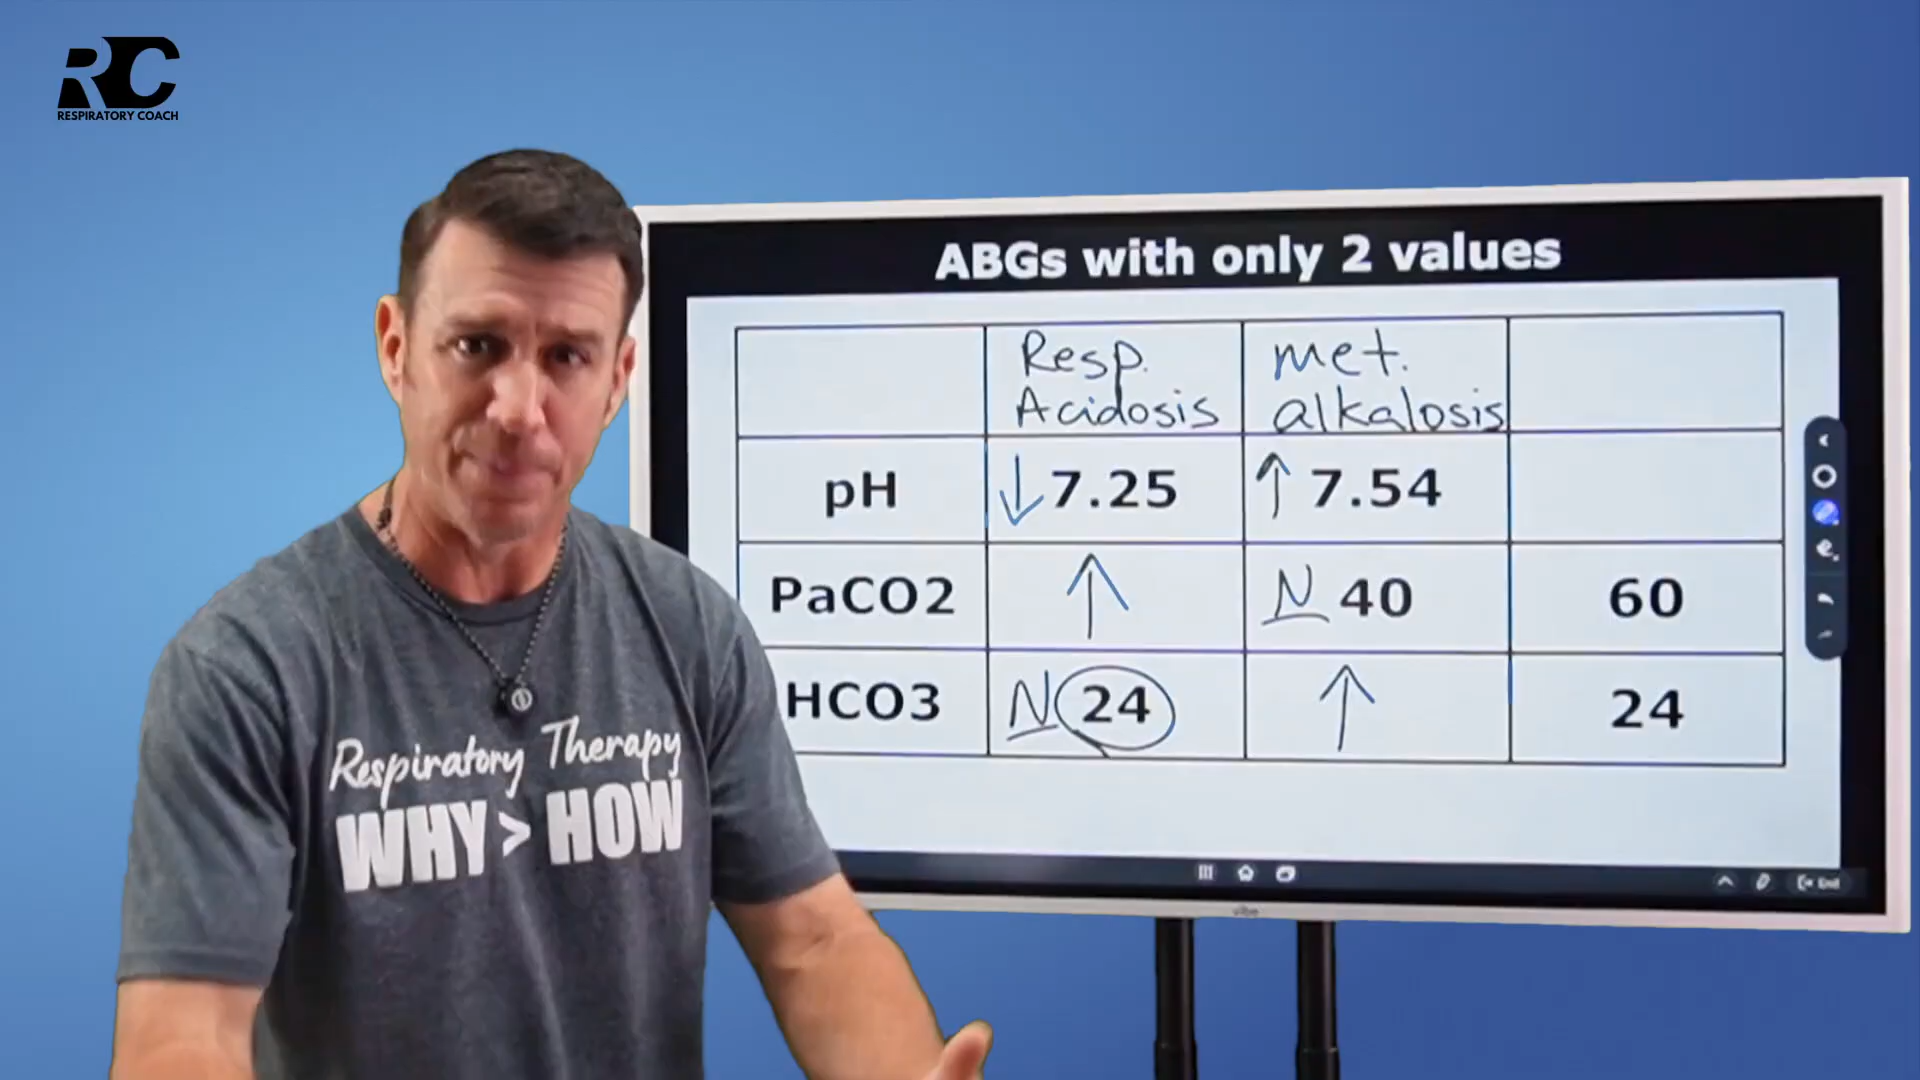 RC
RESPIRATORY COACH
ABGs with only 2 values
Resp. Acidosis
met. alkalosis
pH ↓ 7.25 ↑ 7.54
PaCO2 ↑ N 40 60
HCO3 N 24 ↑ 24
Respiratory Therapy
WHY > HOW
End